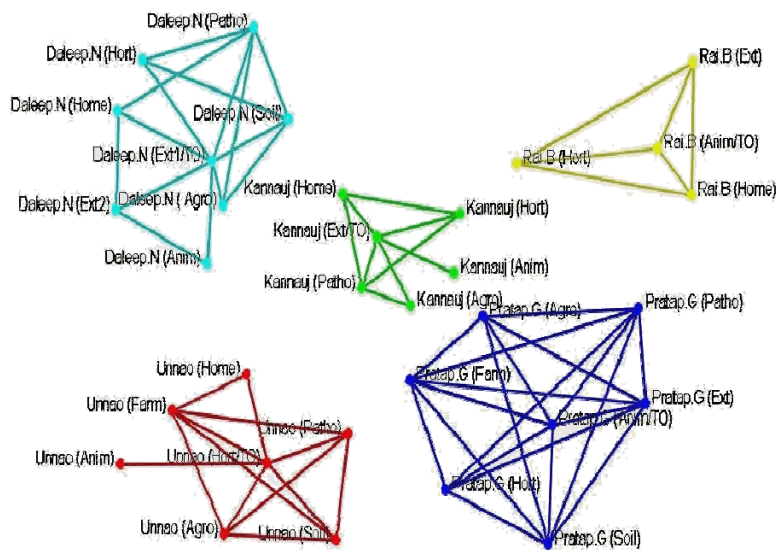 Daleep.N (Patho)
Daleep.N (Hort)
Daleep.N (Home)
Daleep.N (Soil)
Daleep.N (Ext1/TO)
Daleep.N (Ext2)
Daleep.N ( Agro)
Daleep.N (Anim)
Rai.B (Ext)
Rai.B (Anim/TO)
Rai.B (Hort)
Rai.B (Home)
Kannauj (Home)
Kannauj (Hort)
Kannauj (Ext/TO)
Kannauj (Anim)
Kannauj (Patho)
Kannauj (Agro)
Pratap.G (Agro)
Pratap.G (Patho)
Pratap.G (Farm)
Pratap.G (Ext)
Pratap.G (Anim/TO)
Pratap.G (Hort)
Pratap.G (Soil)
Unnao (Home)
Unnao (Farm)
Unnao (Patho)
Unnao (Anim)
Unnao (Hort/TO)
Unnao (Agro)
Unnao (Soil)